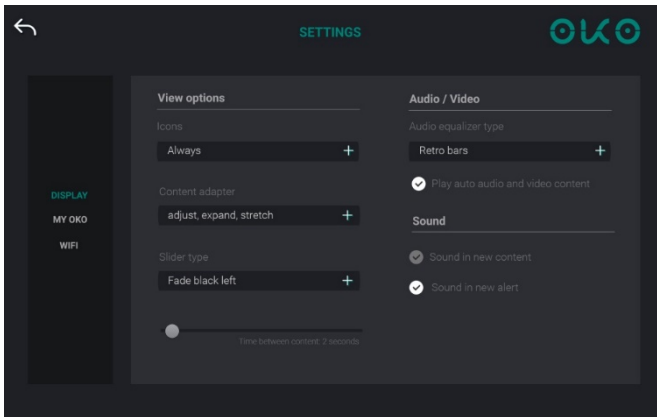 SETTINGS
OKO
DISPLAY
MY OKO
WIFI
View options
Icons
Always
Content adapter
adjust, expand, stretch
Slider type
Fade black left
Time between content: 2 seconds
Audio / Video
Audio equalizer type
Retro bars
Play auto audio and video content
Sound
Sound in new content
Sound in new alert